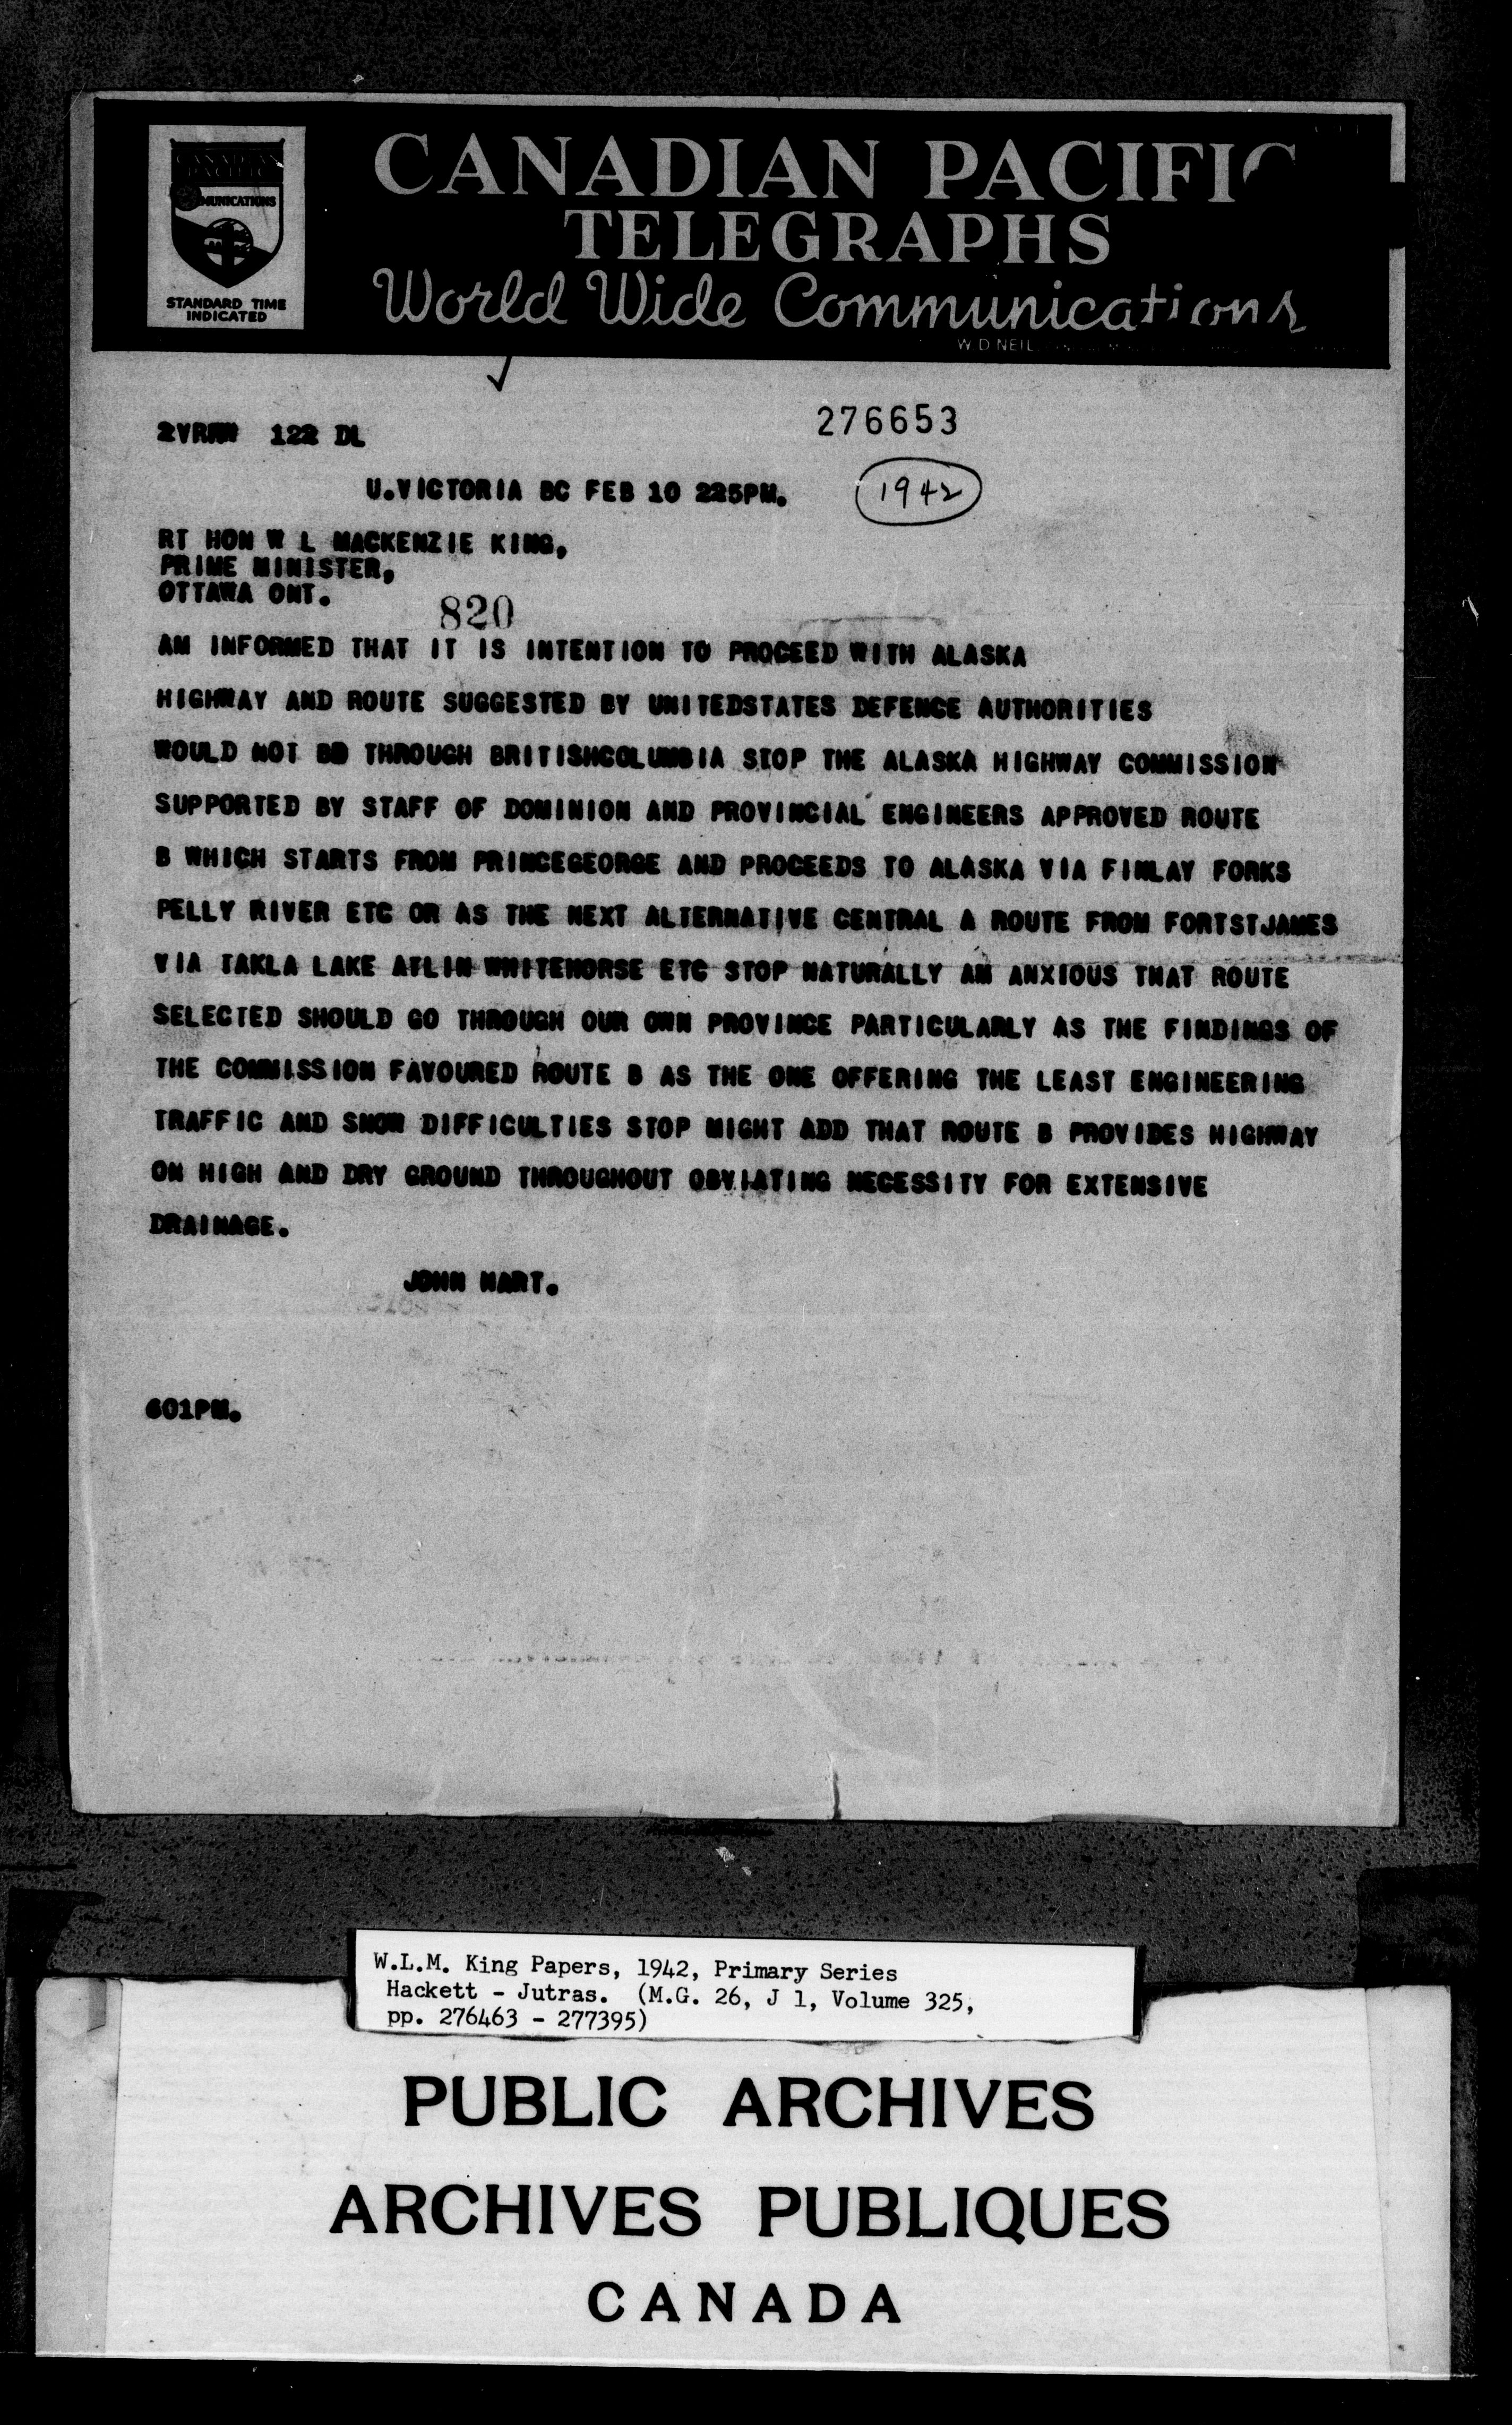 CANADIAN
PACIFIC
COMMUNICATIONS
STANDARD TIME
INDICATED
CANADIAN PACIFIC
TELEGRAPHS
World Wide Communications
W.D.NEIL
276653
122 DL
U.VICTORIA BC FEB 10 225PM.
1942
RT HON W L MACKENZIE KING,
PRIME MINISTER,
OTTAWA ONT.
820
AM INFORMED THAT IT IS INTENTION TO PROCEED WITH ALASKA
HIGHWAY AND ROUTE SUGGESTED BY UNITEDSTATES DEFENCE AUTHORITIES
WOULD NOT BD THROUGH BRITISHCOLUMBIA STOP THE ALASKA HIGHWAY COMMISSION
SUPPORTED BY STAFF OF DOMINION AND PROVINCIAL ENGINEERS APPROVED ROUTE
B WHICH STARTS FROM PRINCEGEORGE AND PROCEEDS TO ALASKA VIA FINLAY FORKS
PELLY RIVER ETC OR AS THE NEXT ALTERNATIVE CENTRAL A ROUTE FROM FORTSTJAMES
VIA TAKLA LAKE ATLIN WHITEHORSE ETC STOP NATURALLY AM ANXIOUS THAT ROUTE
SELECTED SHOULD GO THROUGH OUR OWN PROVINCE PARTICULARLY AS THE FINDINGS OF
THE COMMISSION FAVOURED ROUTE B AS THE ONE OFFERING THE LEAST ENGINEERING
TRAFFIC AND SNOW DIFFICULTIES STOP MIGHT ADD THAT ROUTE B PROVIDES HIGHWAY
ON HIGH AND DRY GROUND THROUGHOUT OBVIATING NECESSITY FOR EXTENSIVE
DRAINAGE.
JOHN HART.
601PM.
W.L.M. King Papers, 1942, Primary Series
Hackett - Jutras. (M.G. 26, J 1, Volume 325,
pp. 276463 - 277395)
PUBLIC ARCHIVES
ARCHIVES PUBLIQUES
CANADA